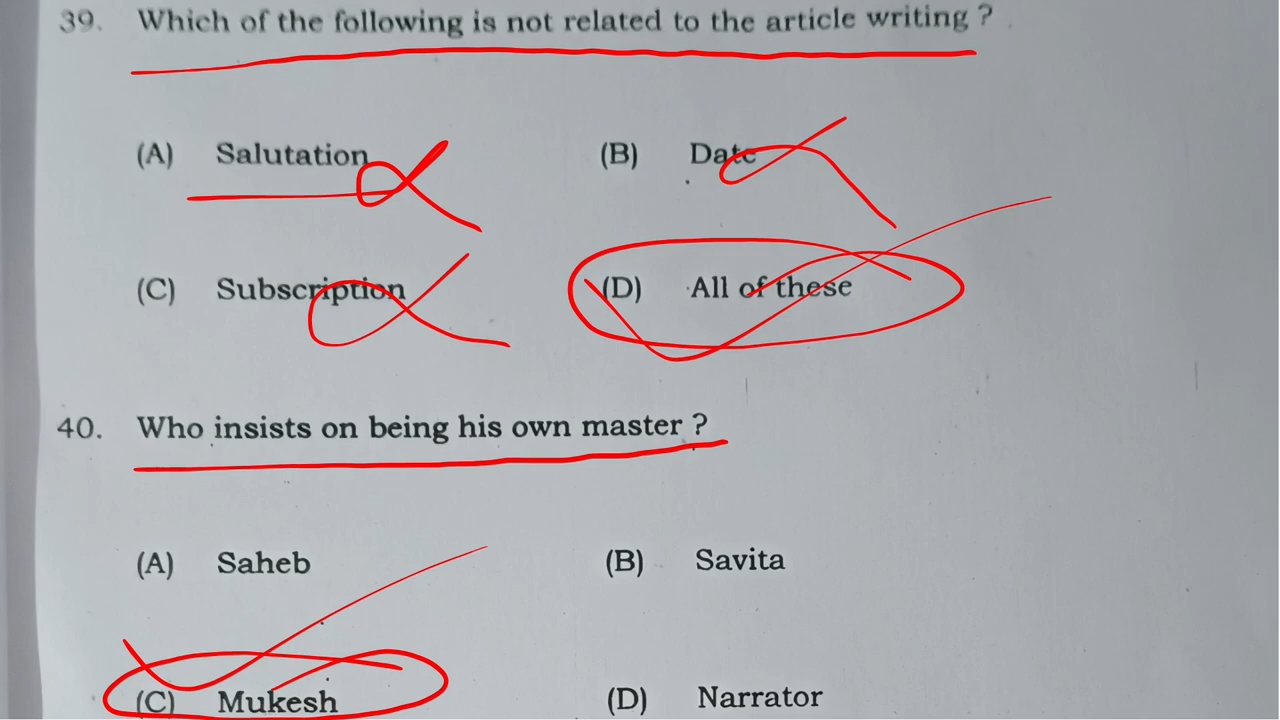 39. Which of the following is not related to the article writing ?
(A) Salutation (B) Date
(C) Subscription (D) All of these
40. Who insists on being his own master ?
(A) Saheb (B) Savita
(C) Mukesh (D) Narrator